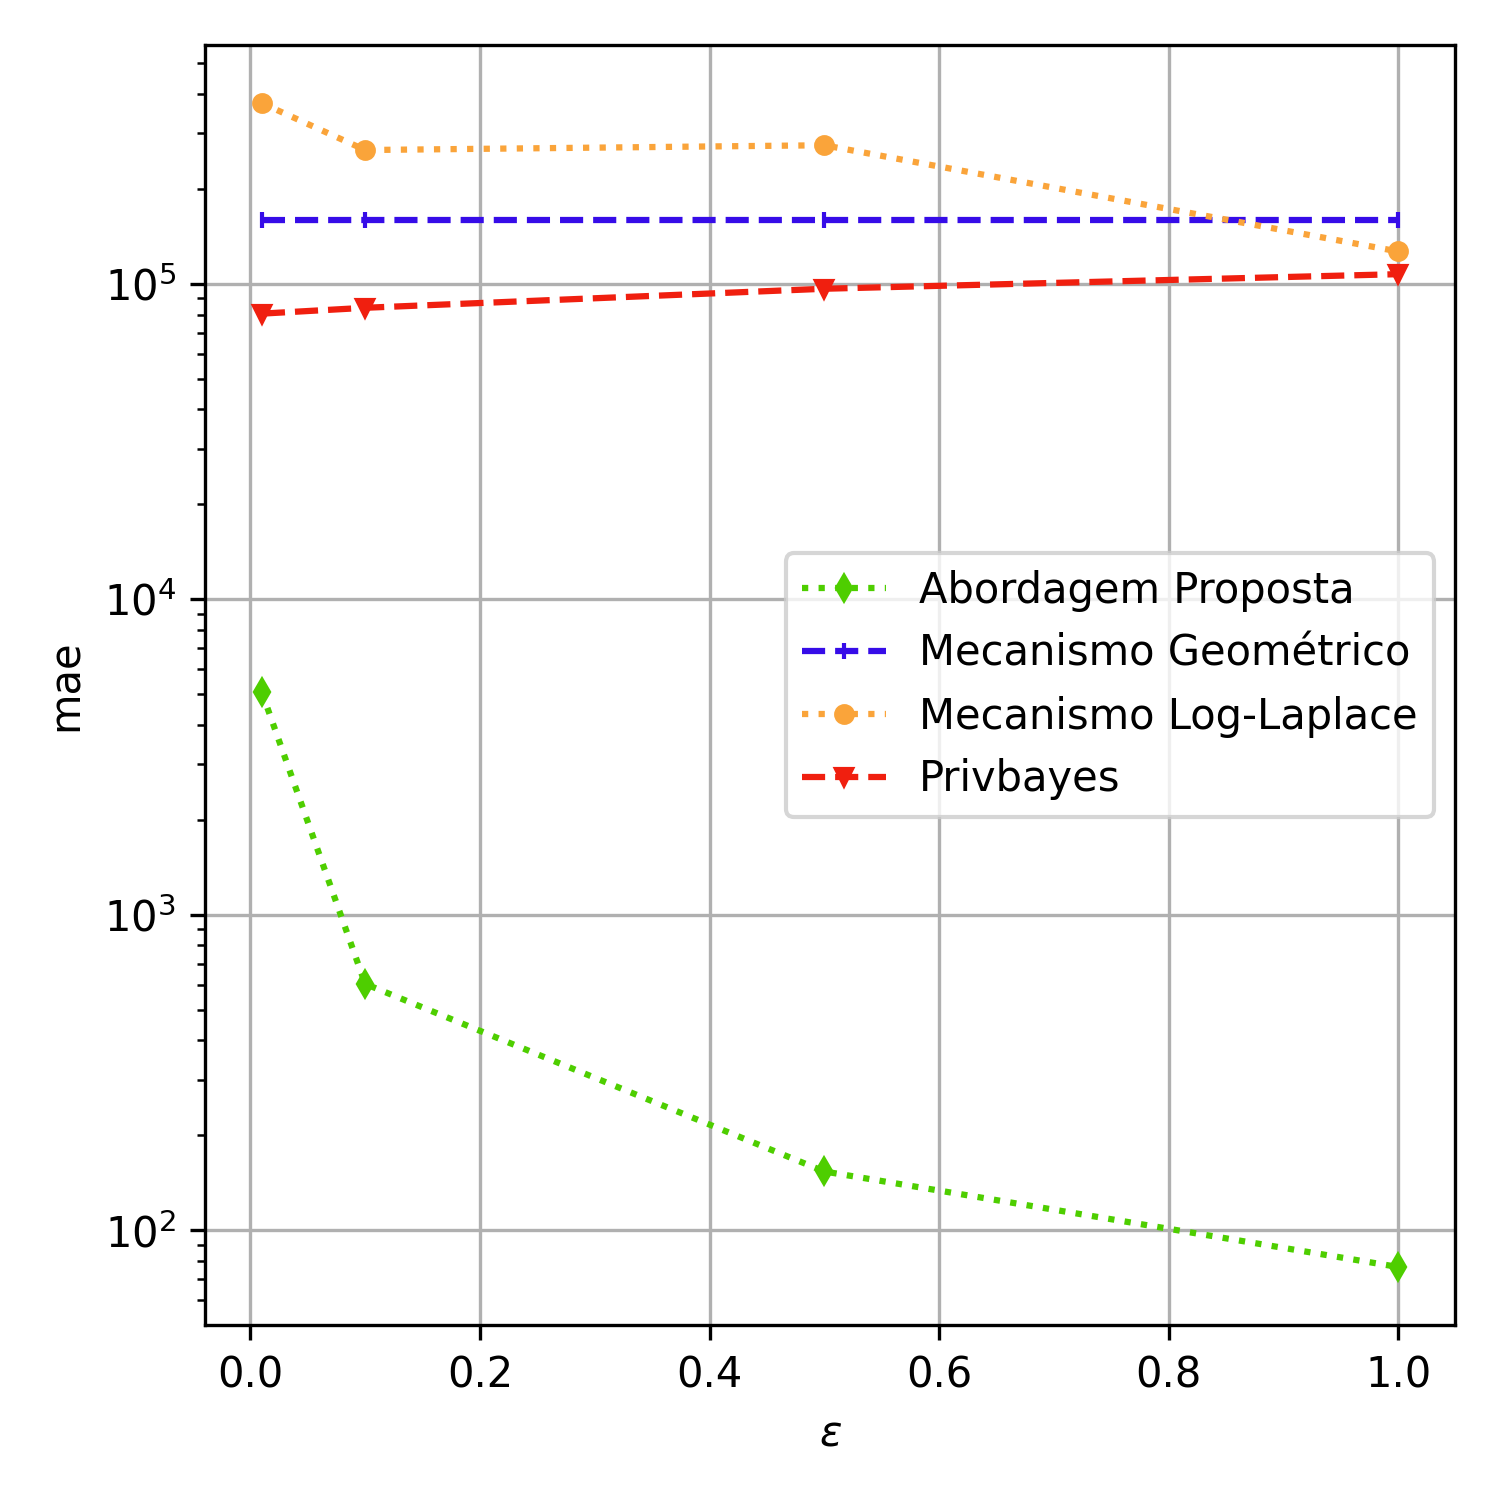 mae
10⁵
10⁴
10³
10²
Abordagem Proposta
Mecanismo Geométrico
Mecanismo Log-Laplace
Privbayes
0.0 0.2 0.4 0.6 0.8 1.0
ε